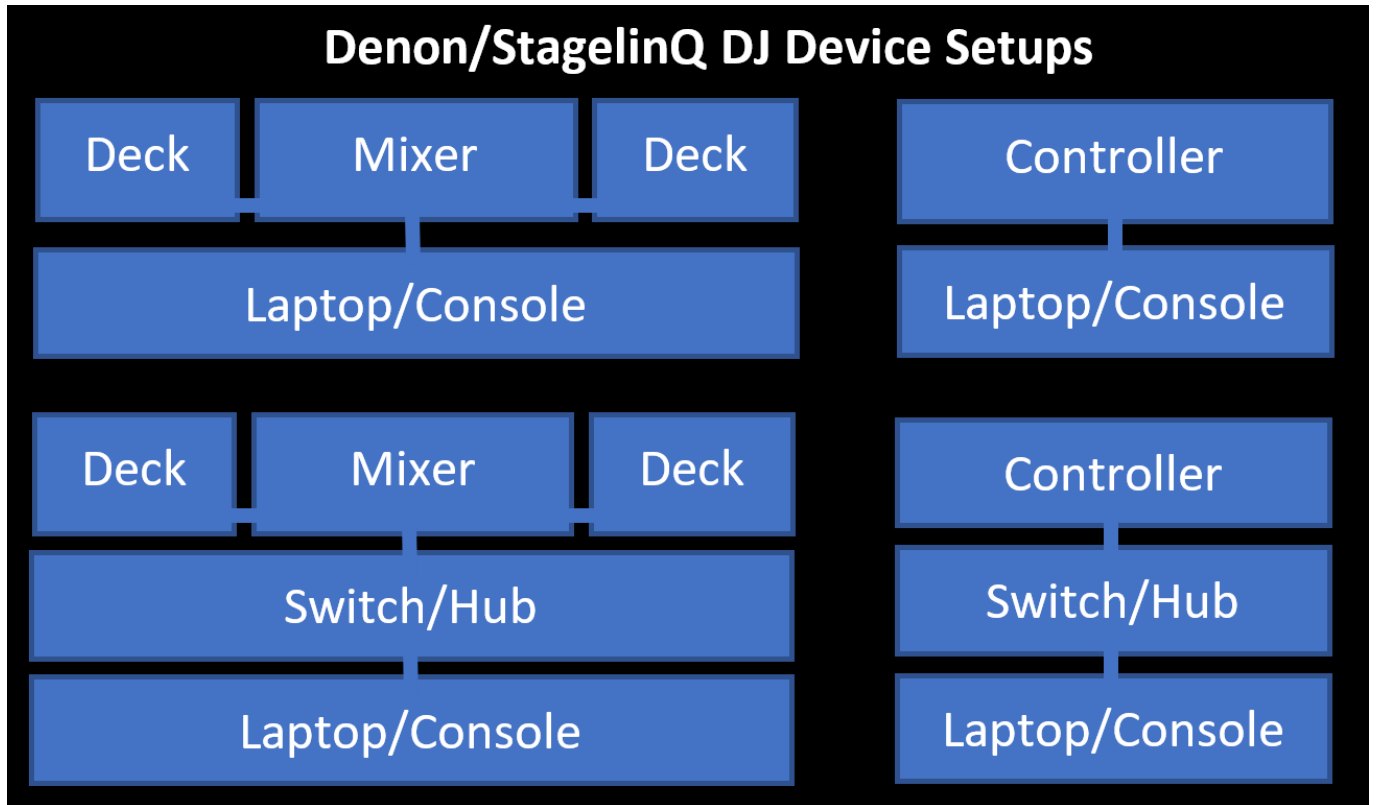 Denon/StagelinQ DJ Device Setups
Deck Mixer Deck
Laptop/Console
Controller
Laptop/Console
Deck Mixer Deck
Switch/Hub
Laptop/Console
Controller
Switch/Hub
Laptop/Console